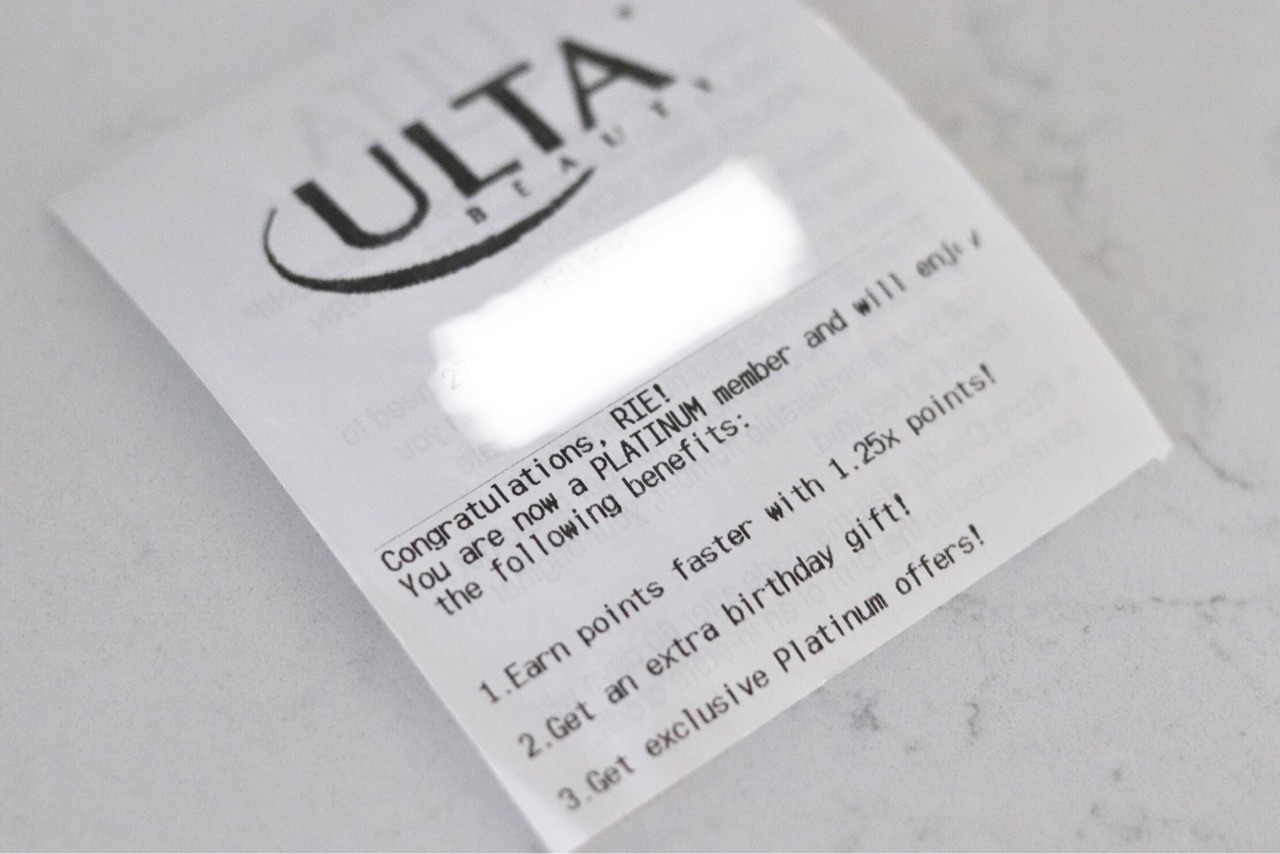 ULTA
BEAUTY
Congratulations, RIE!
You are now a PLATINUM member and will enjoy
the following benefits:
1.Earn points faster with 1.25x points!
2.Get an extra birthday gift!
3.Get exclusive Platinum offers!